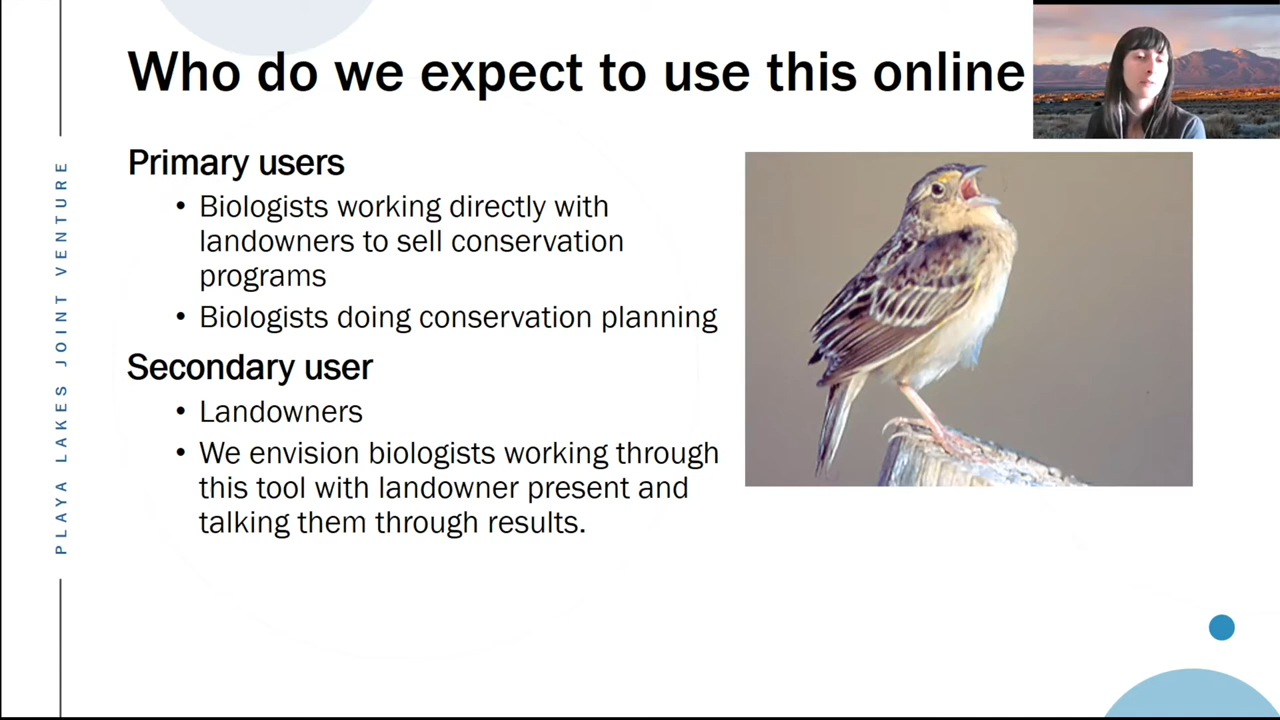 Who do we expect to use this online
PLAYA LAKES JOINT VENTURE
Primary users
• Biologists working directly with
landowners to sell conservation
programs
• Biologists doing conservation planning
Secondary user
• Landowners
• We envision biologists working through
this tool with landowner present and
talking them through results.